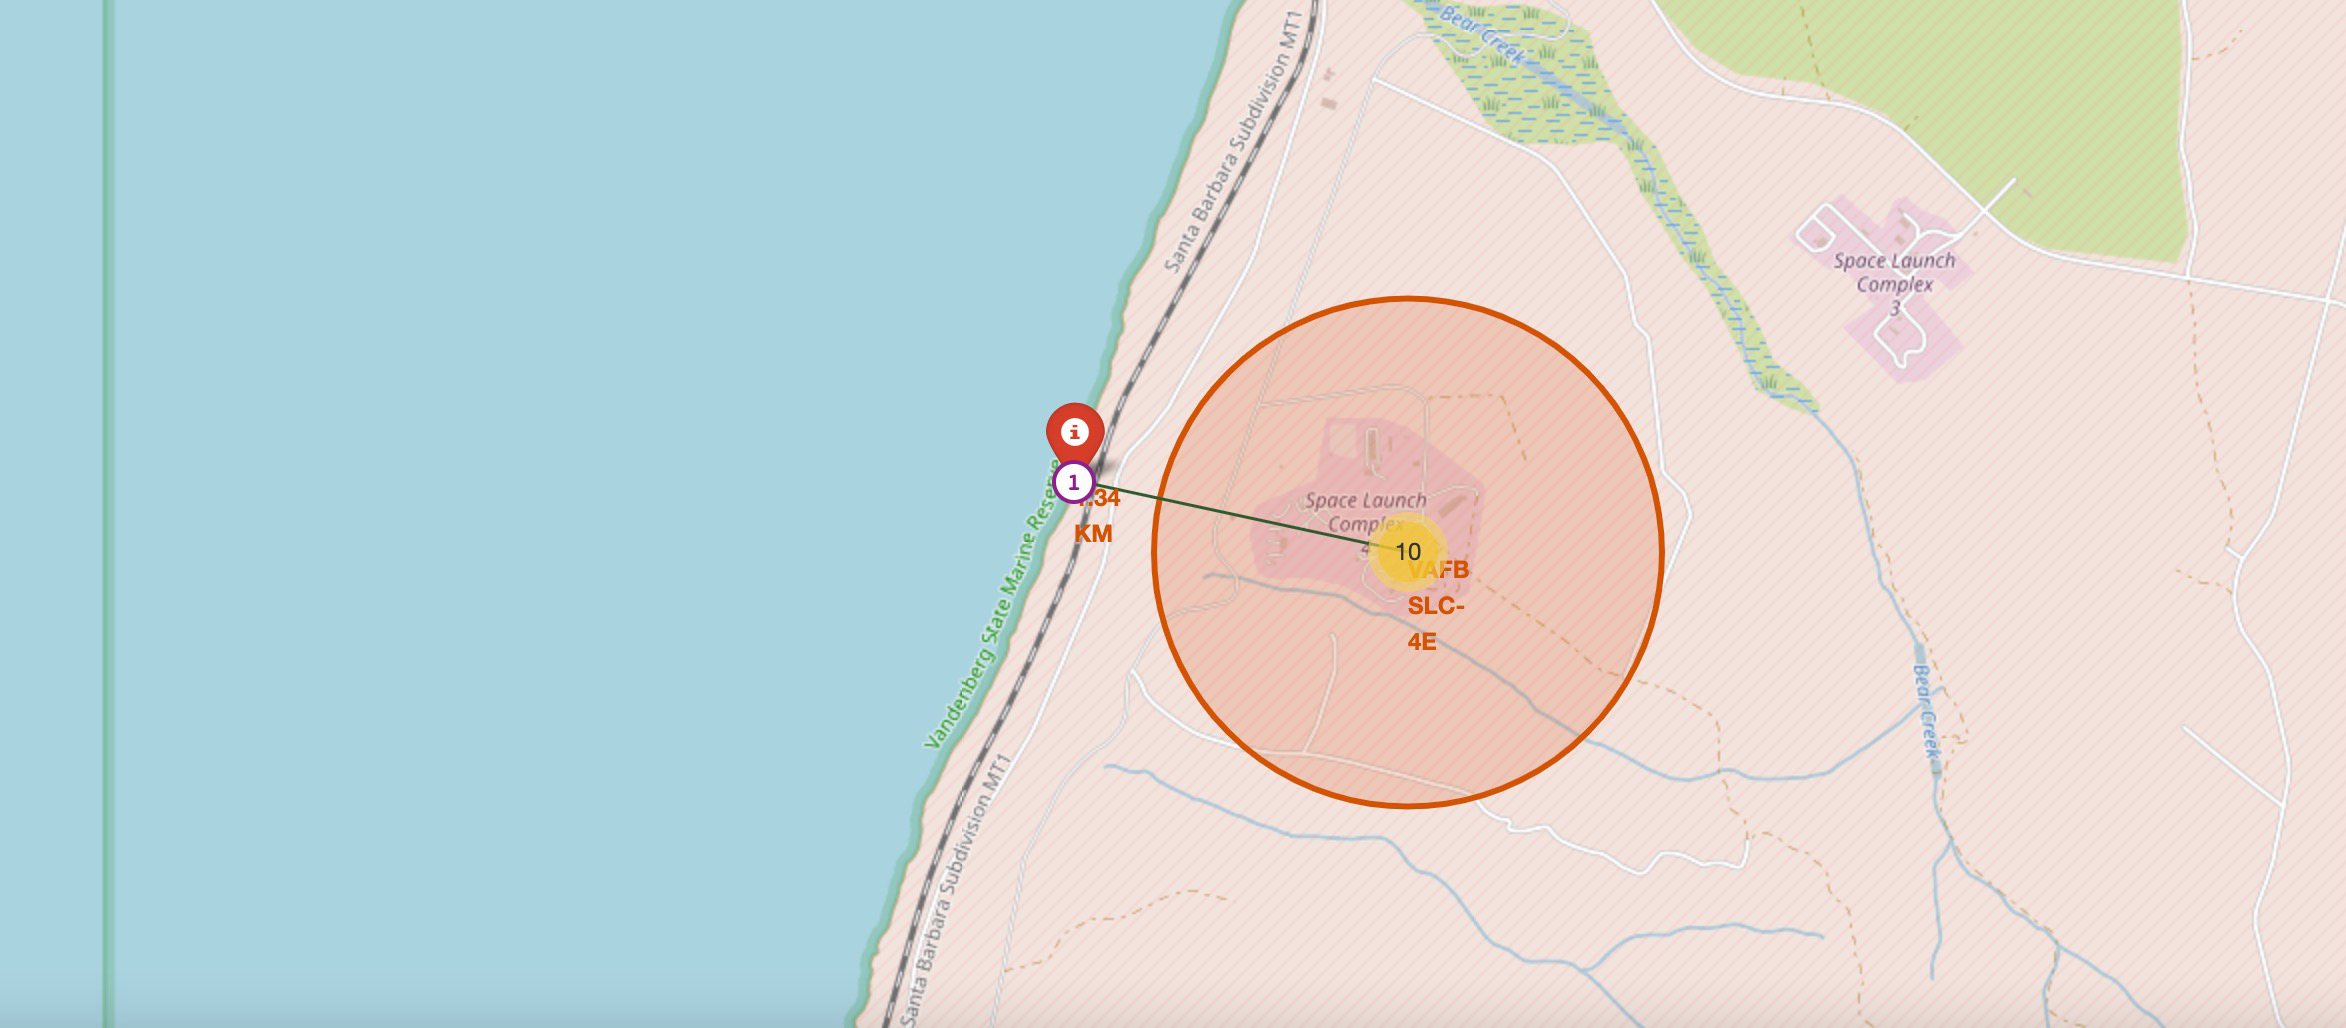 Bear Creek
Santa Barbara Subdivision MT1
Space Launch
Complex
3
i
1
.34
KM
Space Launch
Complex
4
10
VAFB
SLC-
4E
Vandenberg State Marine Reserve
Bear Creek
Santa Barbara Subdivision MT1